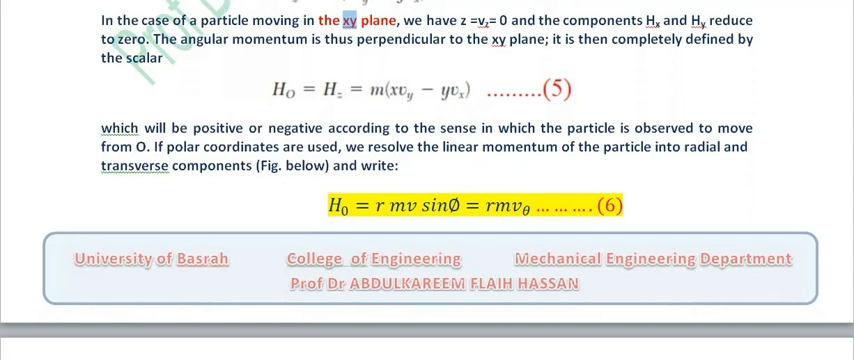 In the case of a particle moving in the xy plane, we have z =vz= 0 and the components Hx and Hy reduce
to zero. The angular momentum is thus perpendicular to the xy plane; it is then completely defined by
the scalar
H_O = H_z = m(xv_y − yv_x) .........(5)
which will be positive or negative according to the sense in which the particle is observed to move
from O. If polar coordinates are used, we resolve the linear momentum of the particle into radial and
transverse components (Fig. below) and write:
H_0 = r mv sinØ = rmv_θ ... ... ... . (6)
University of Basrah College of Engineering Mechanical Engineering Department
Prof Dr ABDULKAREEM FLAIH HASSAN